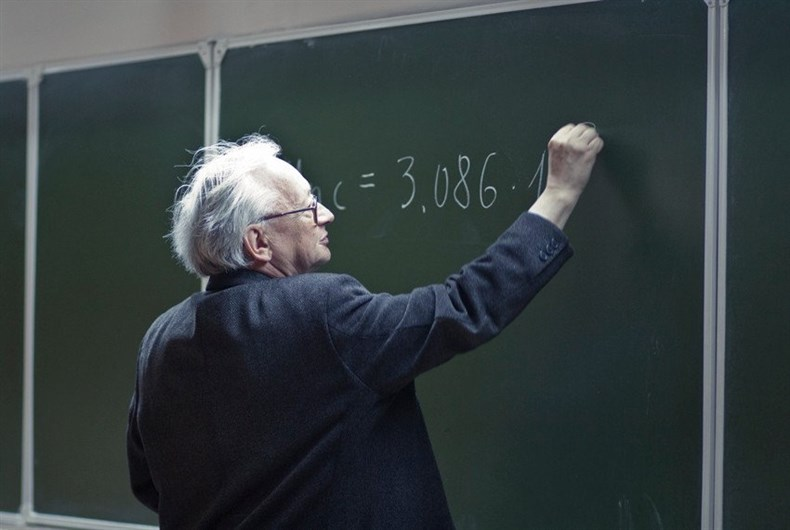 с = 3,086 · 1